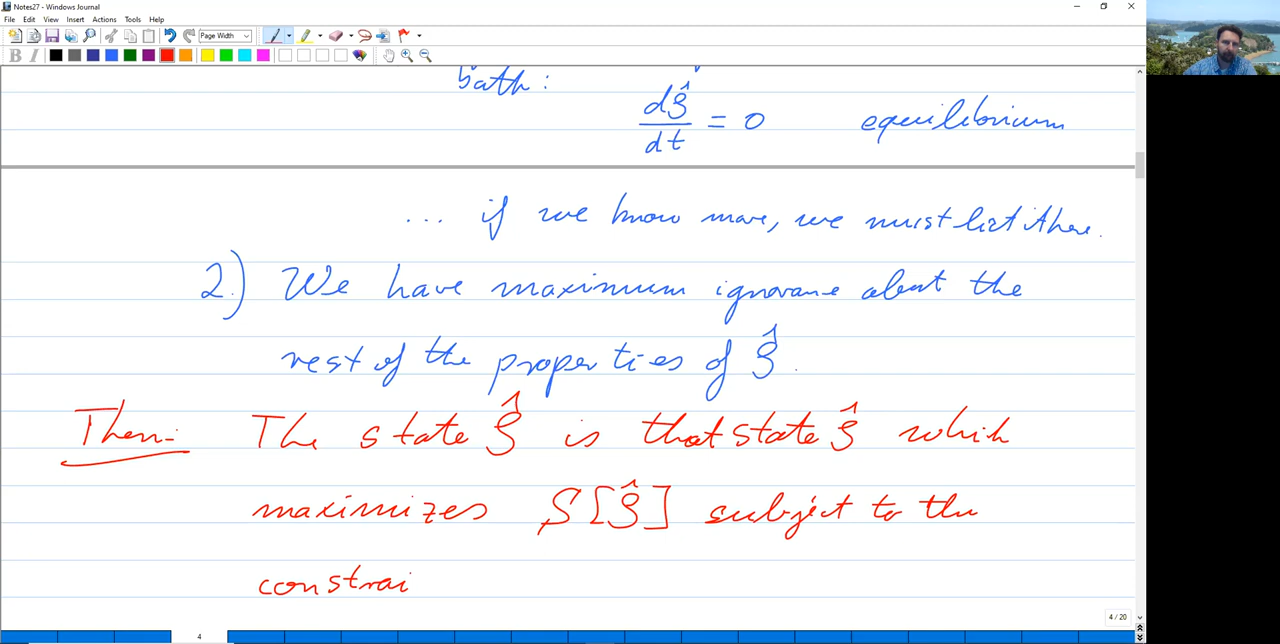 Notes27 - Windows Journal
File Edit View Insert Actions Tools Help
Page Width
B I
bath:
dρ̂/dt = 0 equilibrium
... if we know more, we must list it here.
2.) We have maximum ignorance about the
rest of the properties of ρ̂.
Then: The state ρ̂ is that state ρ̂ which
maximizes S[ρ̂] subject to the
constrai
4 / 20
4